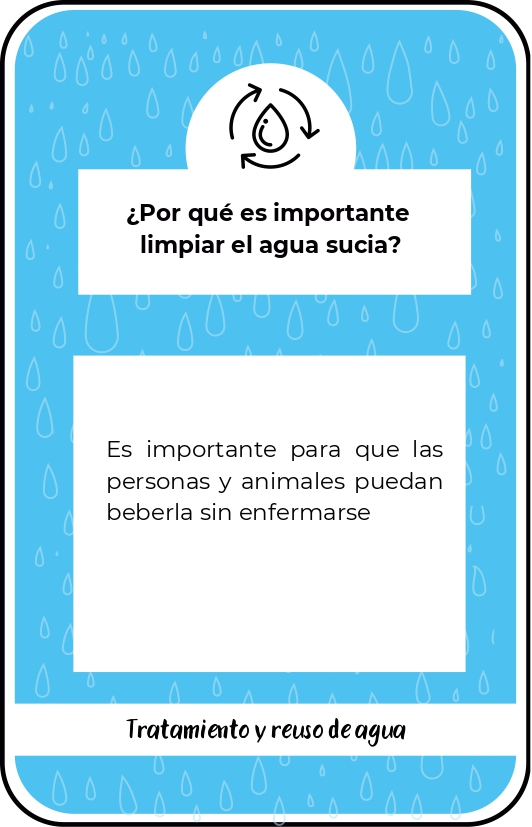 ¿Por qué es importante
limpiar el agua sucia?
Es importante para que las
personas y animales puedan
beberla sin enfermarse
Tratamiento y reuso de agua